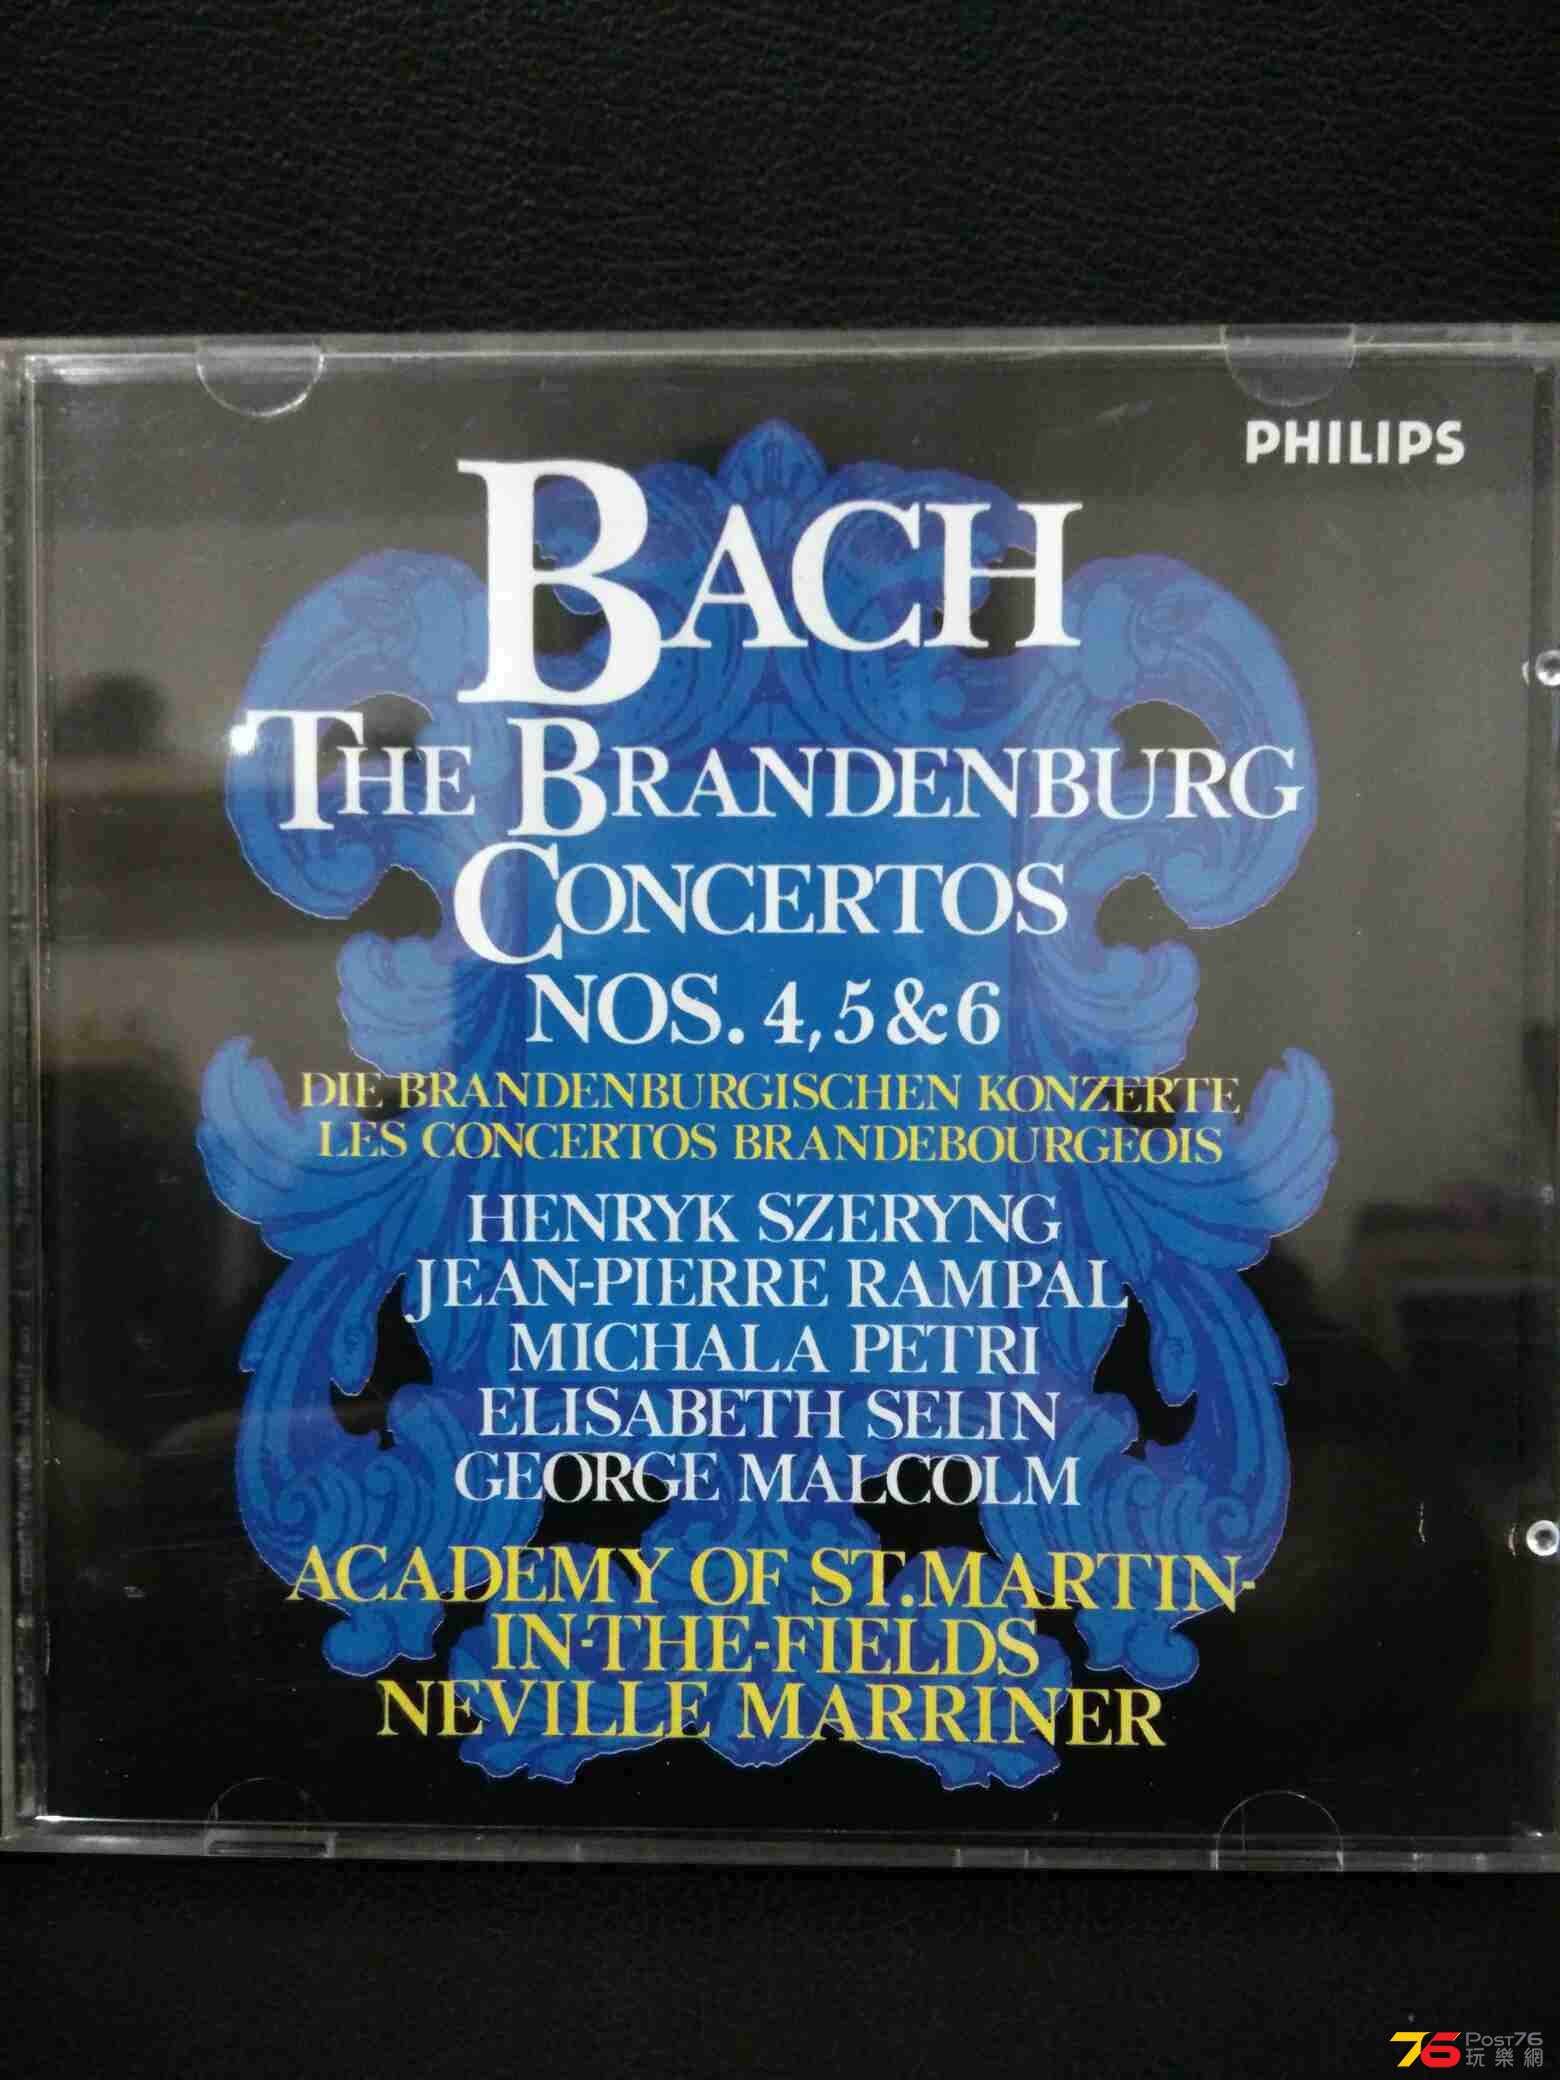 PHILIPS
BACH
THE BRANDENBURG
CONCERTOS
NOS. 4, 5 & 6
DIE BRANDENBURGISCHEN KONZERTE
LES CONCERTOS BRANDEBOURGEOIS
HENRYK SZERYNG
JEAN-PIERRE RAMPAL
MICHALA PETRI
ELISABETH SELIN
GEORGE MALCOLM
ACADEMY OF ST. MARTIN-
IN-THE-FIELDS
NEVILLE MARRINER
76 POST76
玩樂網